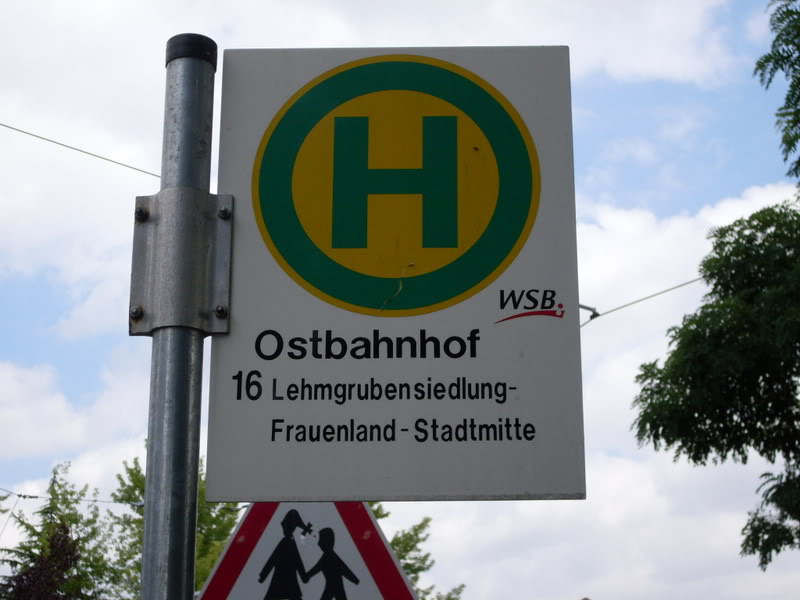 H
WSB
Ostbahnhof
16 Lehmgrubensiedlung-
Frauenland-Stadtmitte